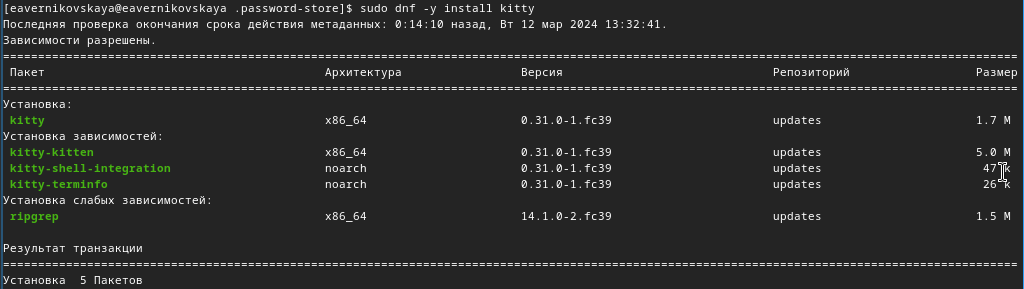 [eavernikovskaya@eavernikovskaya .password-store]$ sudo dnf -y install kitty
Последняя проверка окончания срока действия метаданных: 0:14:10 назад, Вт 12 мар 2024 13:32:41.
Зависимости разрешены.
================================================================================
Пакет Архитектура Версия Репозиторий Размер
================================================================================
Установка:
kitty x86_64 0.31.0-1.fc39 updates 1.7 M
Установка зависимостей:
kitty-kitten x86_64 0.31.0-1.fc39 updates 5.0 M
kitty-shell-integration noarch 0.31.0-1.fc39 updates 47 k
kitty-terminfo noarch 0.31.0-1.fc39 updates 26 k
Установка слабых зависимостей:
ripgrep x86_64 14.1.0-2.fc39 updates 1.5 M
Результат транзакции
================================================================================
Установка 5 Пакетов